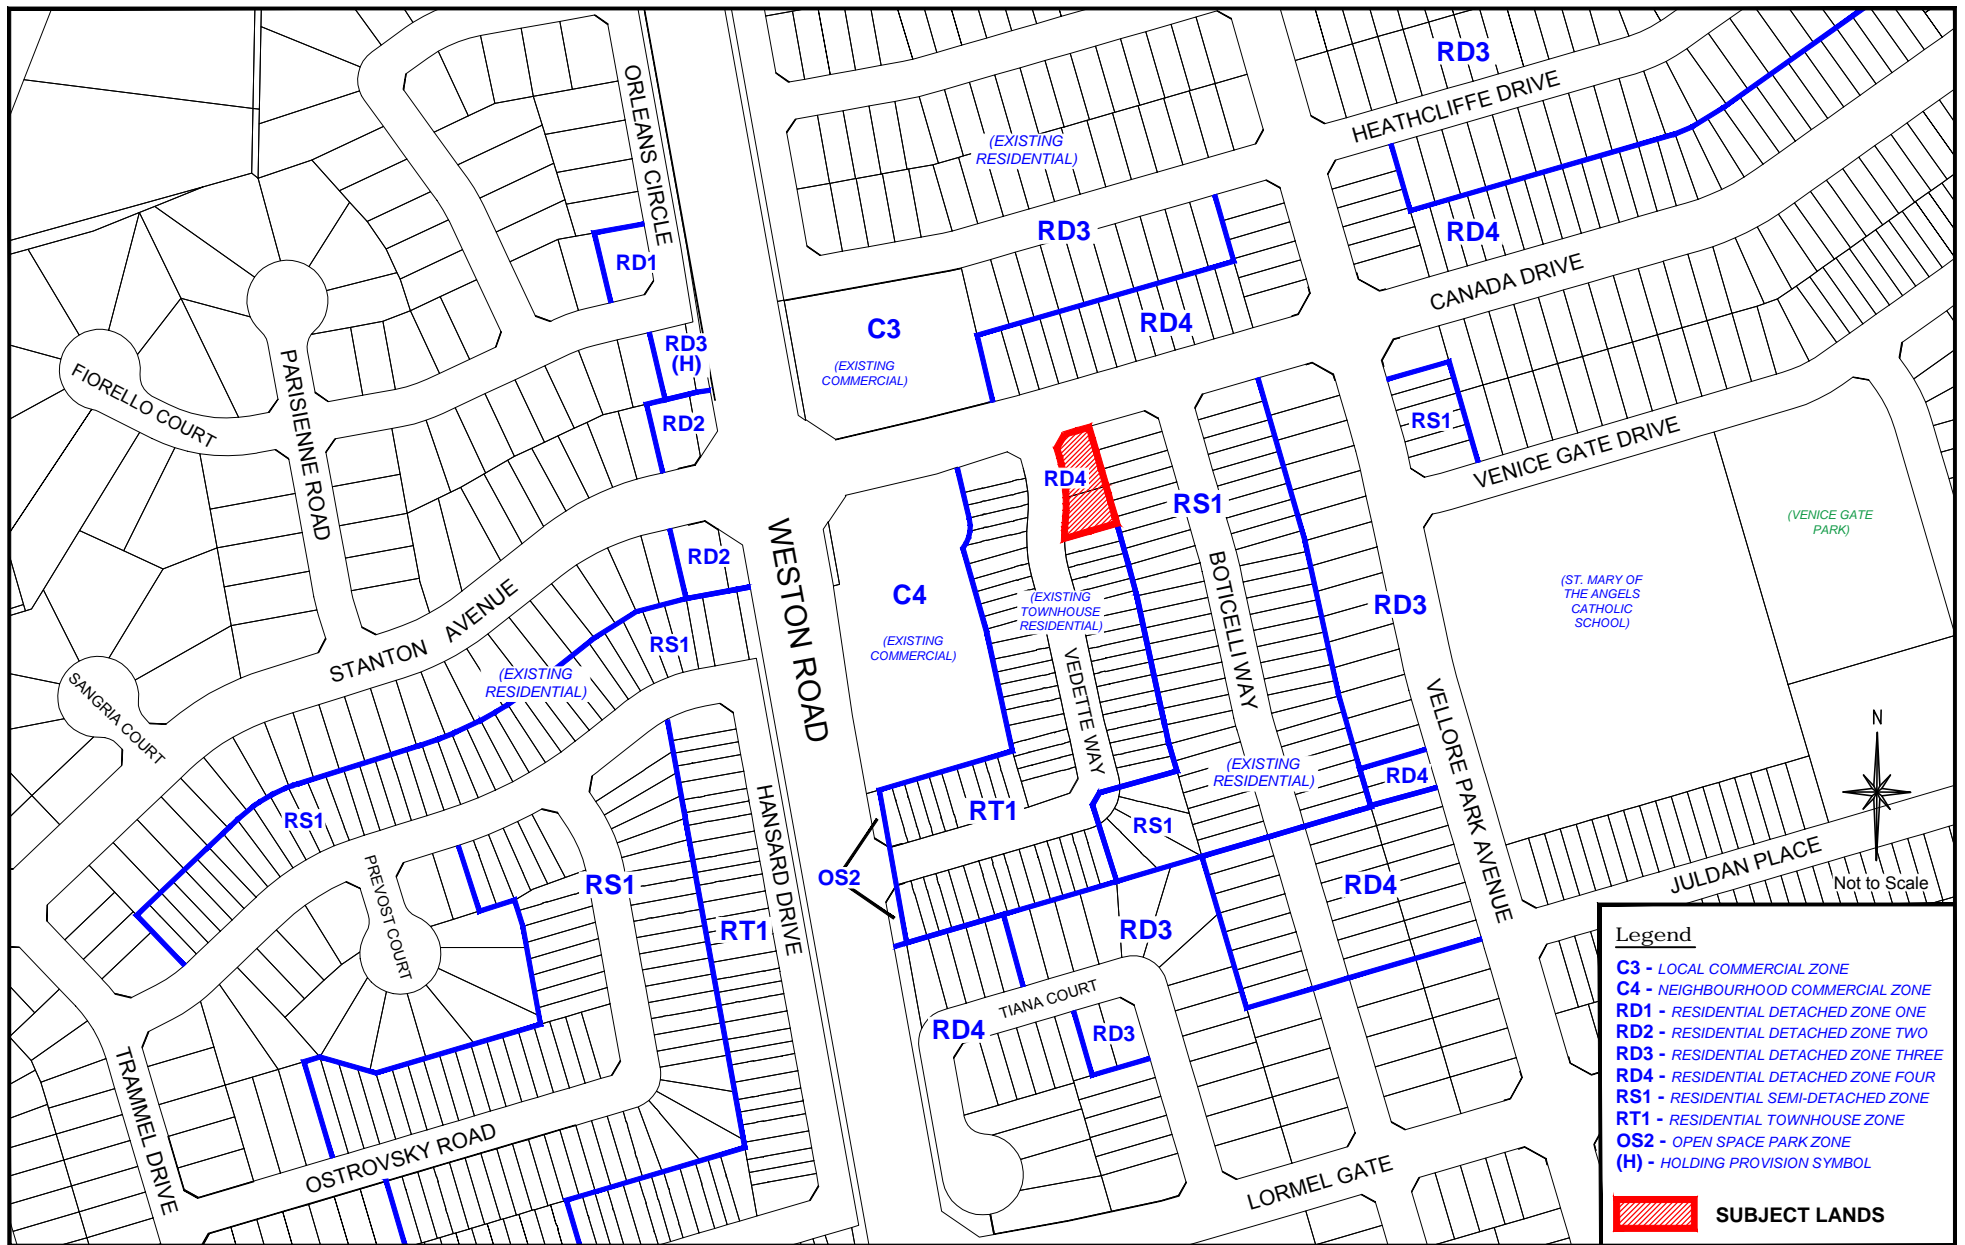 ORLEANS CIRCLE
RD3
HEATHCLIFFE DRIVE
(EXISTING
RESIDENTIAL)
RD3
RD4
RD1
CANADA DRIVE
C3
(EXISTING
COMMERCIAL)
RD4
RD3
(H)
RD2
FIORELLO COURT
PARISIENNE ROAD
RS1
VENICE GATE DRIVE
RD4
RS1
(VENICE GATE
PARK)
WESTON ROAD
RD2
C4
(EXISTING
COMMERCIAL)
(EXISTING
TOWNHOUSE
RESIDENTIAL)
BOTICELLI WAY
RD3
(ST. MARY OF
THE ANGELS
CATHOLIC
SCHOOL)
STANTON AVENUE
RS1
(EXISTING
RESIDENTIAL)
SANGRIA COURT
VEDETTE WAY
VELLORE PARK AVENUE
N
(EXISTING
RESIDENTIAL)
RD4
RS1
HANSARD DRIVE
RT1
RS1
OS2
PREVOST COURT
RS1
RT1
RD3
RD4
JULDAN PLACE
Not to Scale
TIANA COURT
RD4
RD3
TRAMMEL DRIVE
OSTROVSKY ROAD
LORMEL GATE
Legend
C3 - LOCAL COMMERCIAL ZONE
C4 - NEIGHBOURHOOD COMMERCIAL ZONE
RD1 - RESIDENTIAL DETACHED ZONE ONE
RD2 - RESIDENTIAL DETACHED ZONE TWO
RD3 - RESIDENTIAL DETACHED ZONE THREE
RD4 - RESIDENTIAL DETACHED ZONE FOUR
RS1 - RESIDENTIAL SEMI-DETACHED ZONE
RT1 - RESIDENTIAL TOWNHOUSE ZONE
OS2 - OPEN SPACE PARK ZONE
(H) - HOLDING PROVISION SYMBOL
SUBJECT LANDS